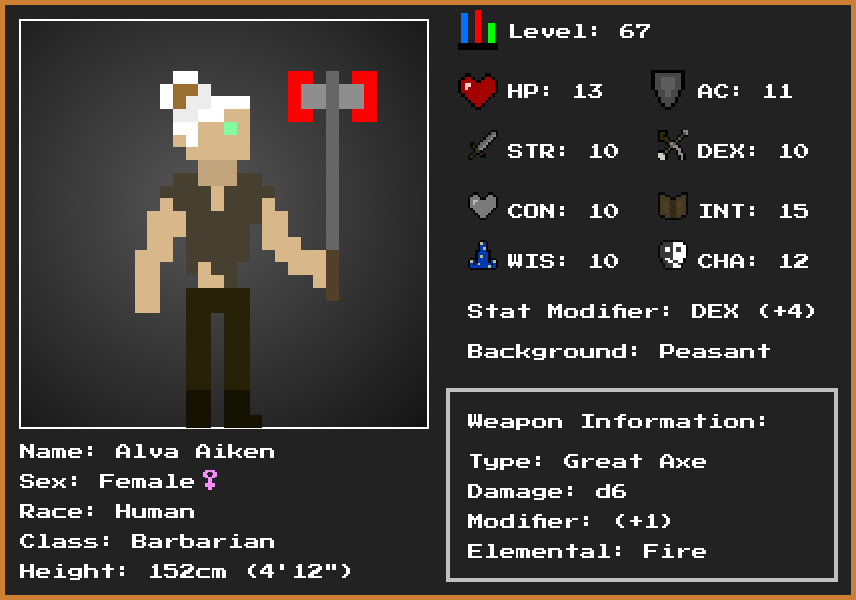 Level: 67
HP: 13
AC: 11
STR: 10
DEX: 10
CON: 10
INT: 15
WIS: 10
CHA: 12
Stat Modifier: DEX (+4)
Background: Peasant
Weapon Information:
Type: Great Axe
Damage: d6
Modifier: (+1)
Elemental: Fire
Name: Alva Aiken
Sex: Female♀
Race: Human
Class: Barbarian
Height: 152cm (4'12")